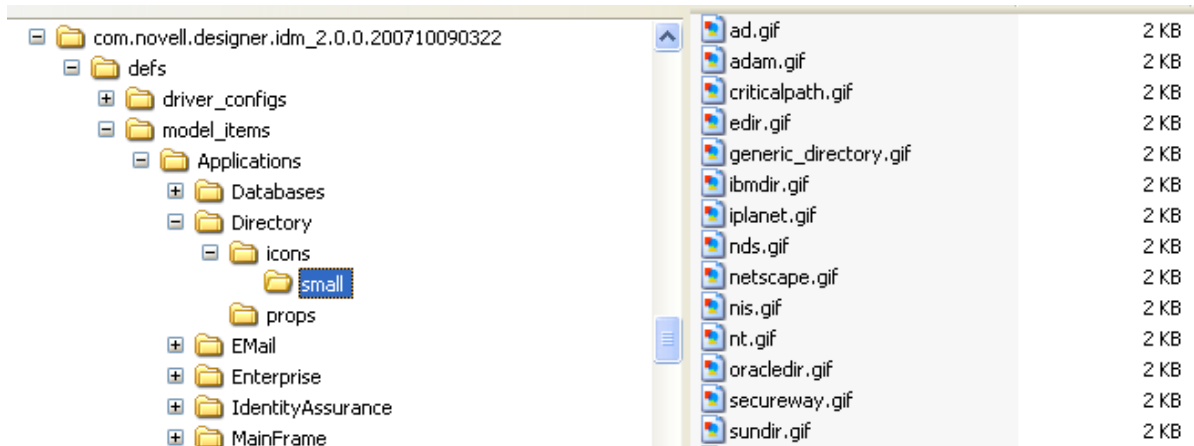 com.novell.designer.idm_2.0.0.200710090322
defs
driver_configs
model_items
Applications
Databases
Directory
icons
small
props
EMail
Enterprise
IdentityAssurance
MainFrame
ad.gif 2 KB
adam.gif 2 KB
criticalpath.gif 2 KB
edir.gif 2 KB
generic_directory.gif 2 KB
ibmdir.gif 2 KB
iplanet.gif 2 KB
nds.gif 2 KB
netscape.gif 2 KB
nis.gif 2 KB
nt.gif 2 KB
oracledir.gif 2 KB
secureway.gif 2 KB
sundir.gif 2 KB